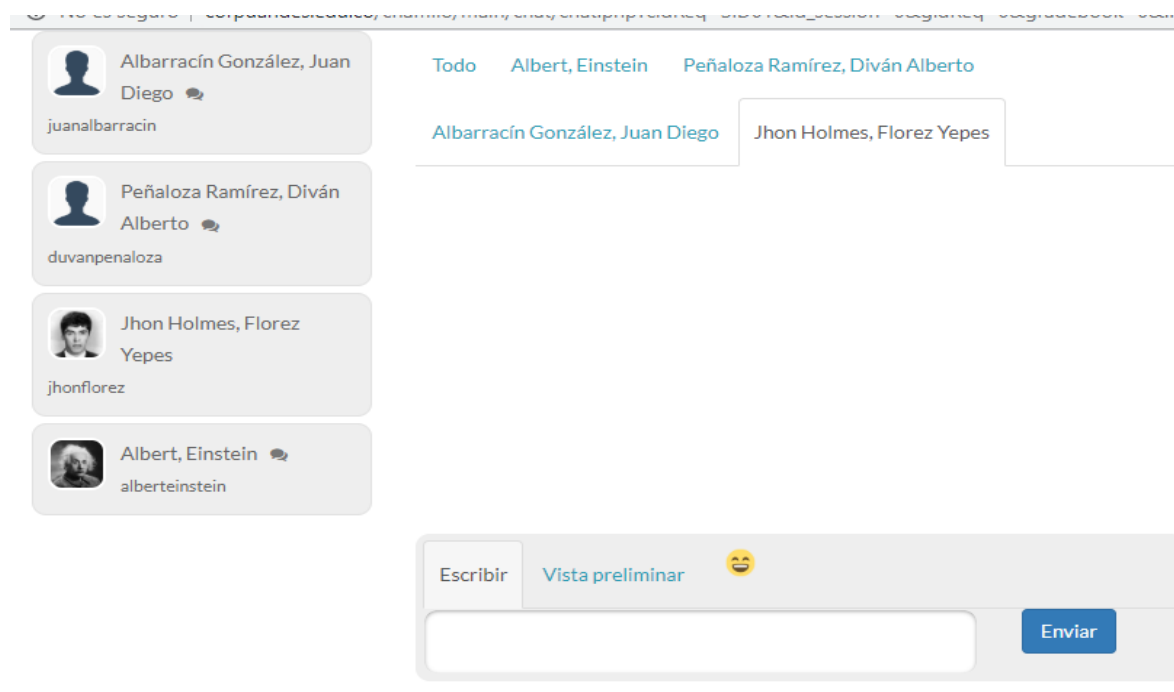 Albarracín González, Juan
Diego
juanalbarracin
Peñaloza Ramírez, Diván
Alberto
duvanpenaloza
Jhon Holmes, Florez
Yepes
jhonflorez
Albert, Einstein
alberteinstein
Todo Albert, Einstein Peñaloza Ramírez, Diván Alberto
Albarracín González, Juan Diego Jhon Holmes, Florez Yepes
Escribir Vista preliminar
Enviar